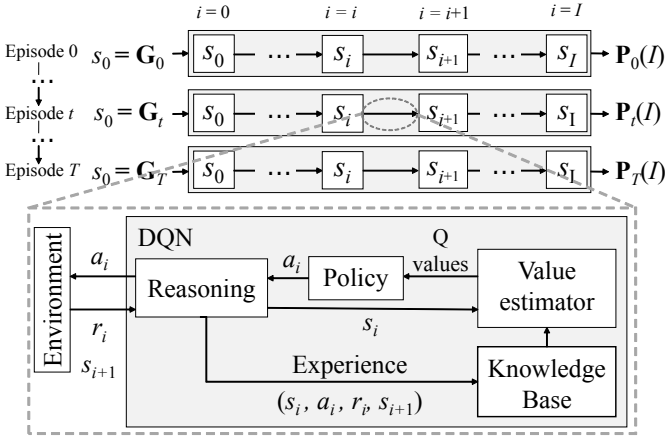 i = 0 i = i i = i+1 i = I
Episode 0 s0 = G0 s0 ... si si+1 ... sI P0(I)
...
Episode t s0 = Gt s0 ... si si+1 ... sI Pt(I)
...
Episode T s0 = GT s0 ... si si+1 ... sI PT(I)
DQN
Q
values
Environment
ai
ri
si+1
Reasoning
ai
Policy
Value
estimator
si
Experience
(si, ai, ri, si+1)
Knowledge
Base